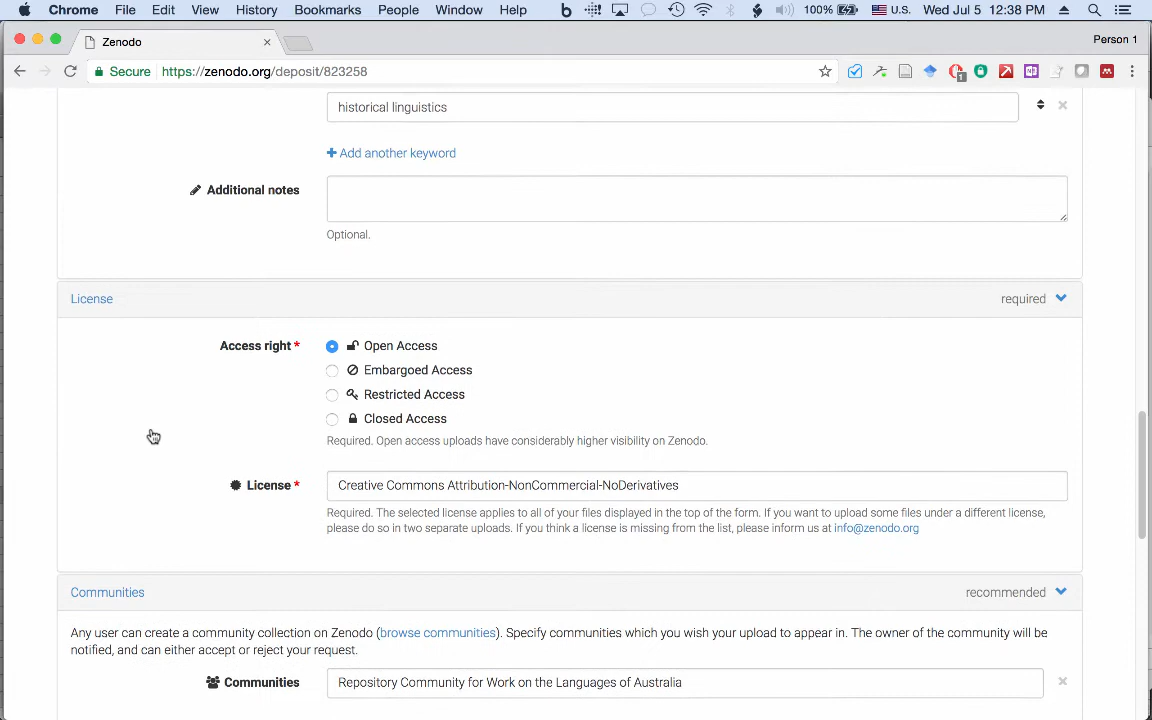 Chrome File Edit View History Bookmarks People Window Help 100% U.S. Wed Jul 5 12:38 PM
Zenodo
Person 1
Secure https://zenodo.org/deposit/823258
historical linguistics
Add another keyword
Additional notes
Optional.
License required
Access right * Open Access
Embargoed Access
Restricted Access
Closed Access
Required. Open access uploads have considerably higher visibility on Zenodo.
License * Creative Commons Attribution-NonCommercial-NoDerivatives
Required. The selected license applies to all of your files displayed in the top of the form. If you want to upload some files under a different license,
please do so in two separate uploads. If you think a license is missing from the list, please inform us at info@zenodo.org
Communities recommended
Any user can create a community collection on Zenodo (browse communities). Specify communities which you wish your upload to appear in. The owner of the community will be
notified, and can either accept or reject your request.
Communities Repository Community for Work on the Languages of Australia